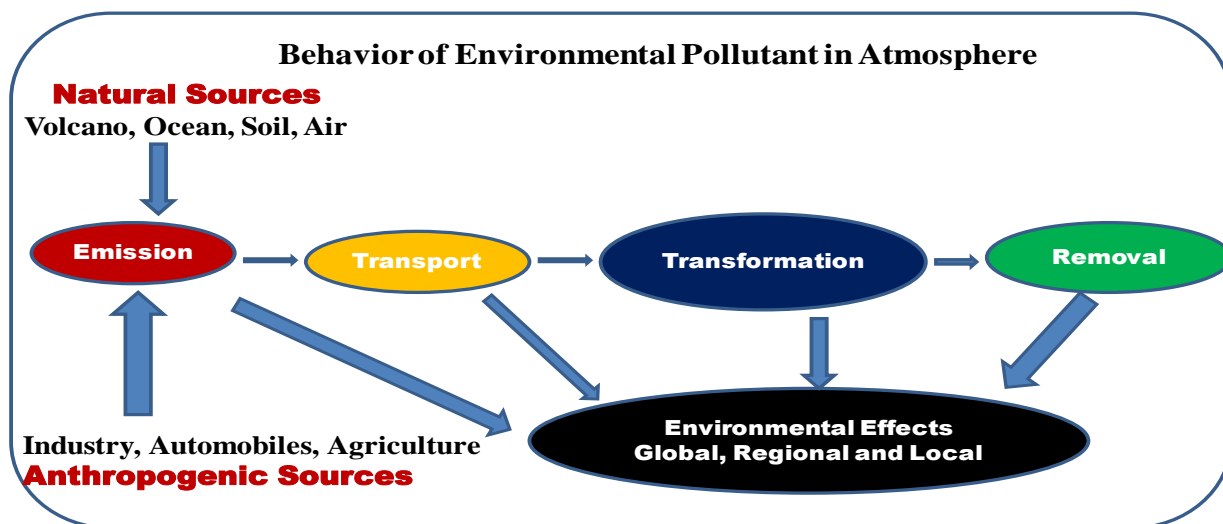 Behavior of Environmental Pollutant in Atmosphere
Natural Sources
Volcano, Ocean, Soil, Air
Emission
Transport
Transformation
Removal
Environmental Effects
Global, Regional and Local
Industry, Automobiles, Agriculture
Anthropogenic Sources